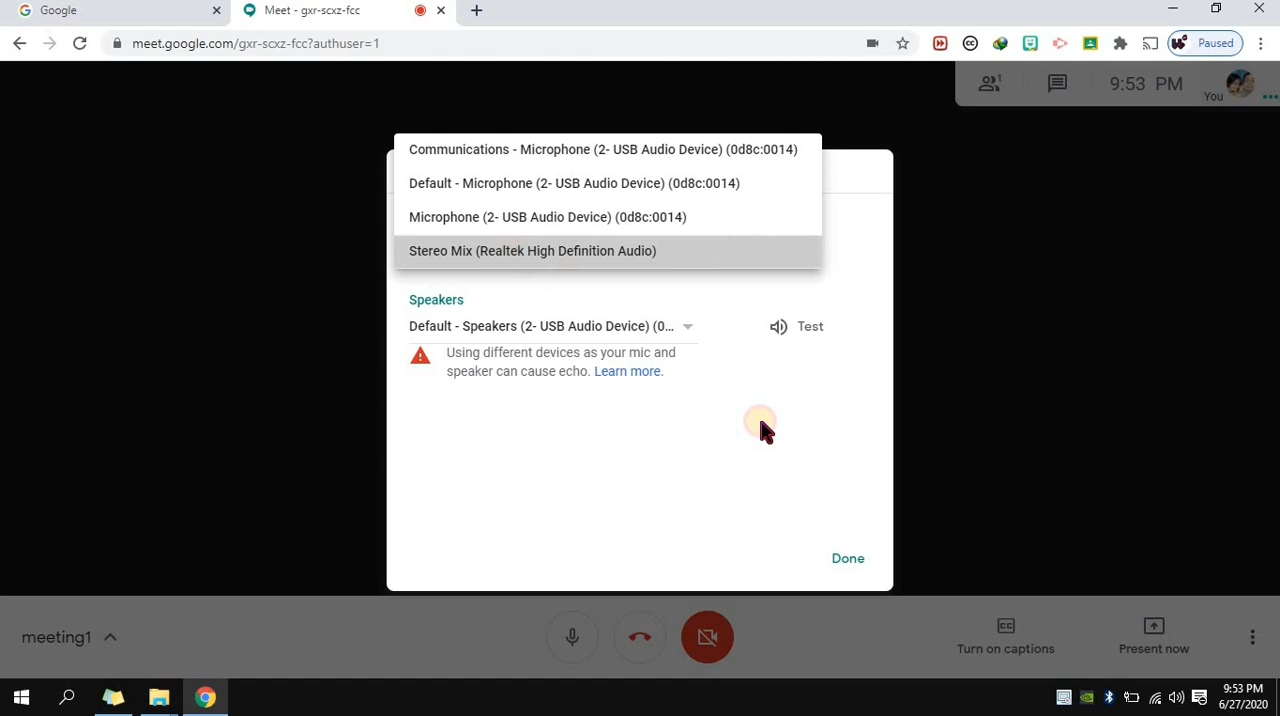 Google
Meet - gxr-scxz-fcc
meet.google.com/gxr-scxz-fcc?authuser=1
Paused
1
9:53 PM
You
Communications - Microphone (2- USB Audio Device) (0d8c:0014)
Default - Microphone (2- USB Audio Device) (0d8c:0014)
Microphone (2- USB Audio Device) (0d8c:0014)
Stereo Mix (Realtek High Definition Audio)
Speakers
Default - Speakers (2- USB Audio Device) (0...
Test
Using different devices as your mic and
speaker can cause echo. Learn more.
Done
meeting1
CC
Turn on captions
Present now
9:53 PM
6/27/2020